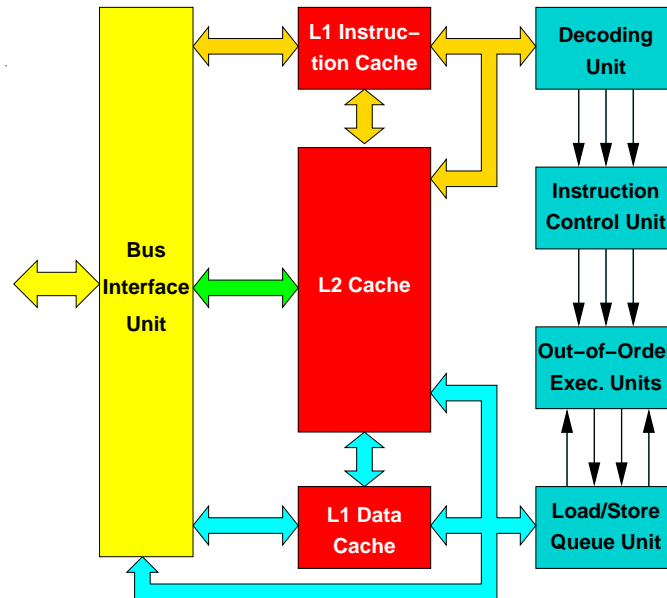 L1 Instruc–
tion Cache
Decoding
Unit
Instruction
Control Unit
Bus
Interface
Unit
L2 Cache
Out–of–Orde
Exec. Units
L1 Data
Cache
Load/Store
Queue Unit